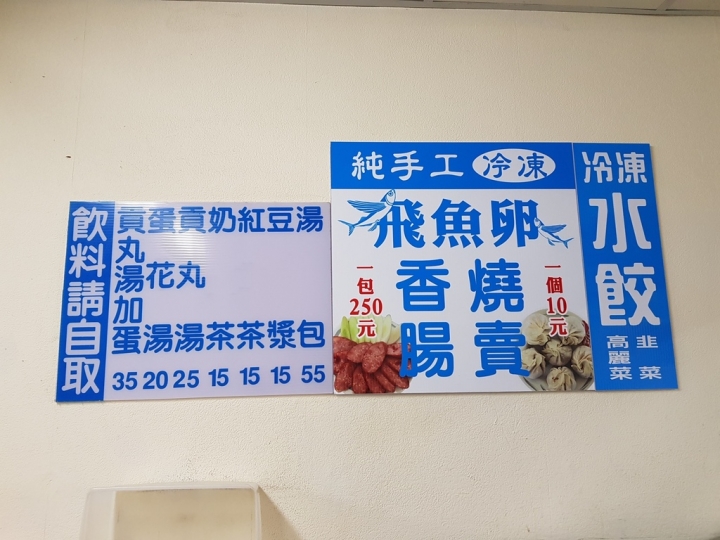 飲料請自取
貢丸湯加蛋 35
蛋花湯 20
貢丸湯 25
奶茶 15
紅茶 15
豆漿 15
湯包 55
純手工 冷凍
飛魚卵
香腸
一包250元
燒賣
一個10元
冷凍
水餃
高麗菜
韭菜